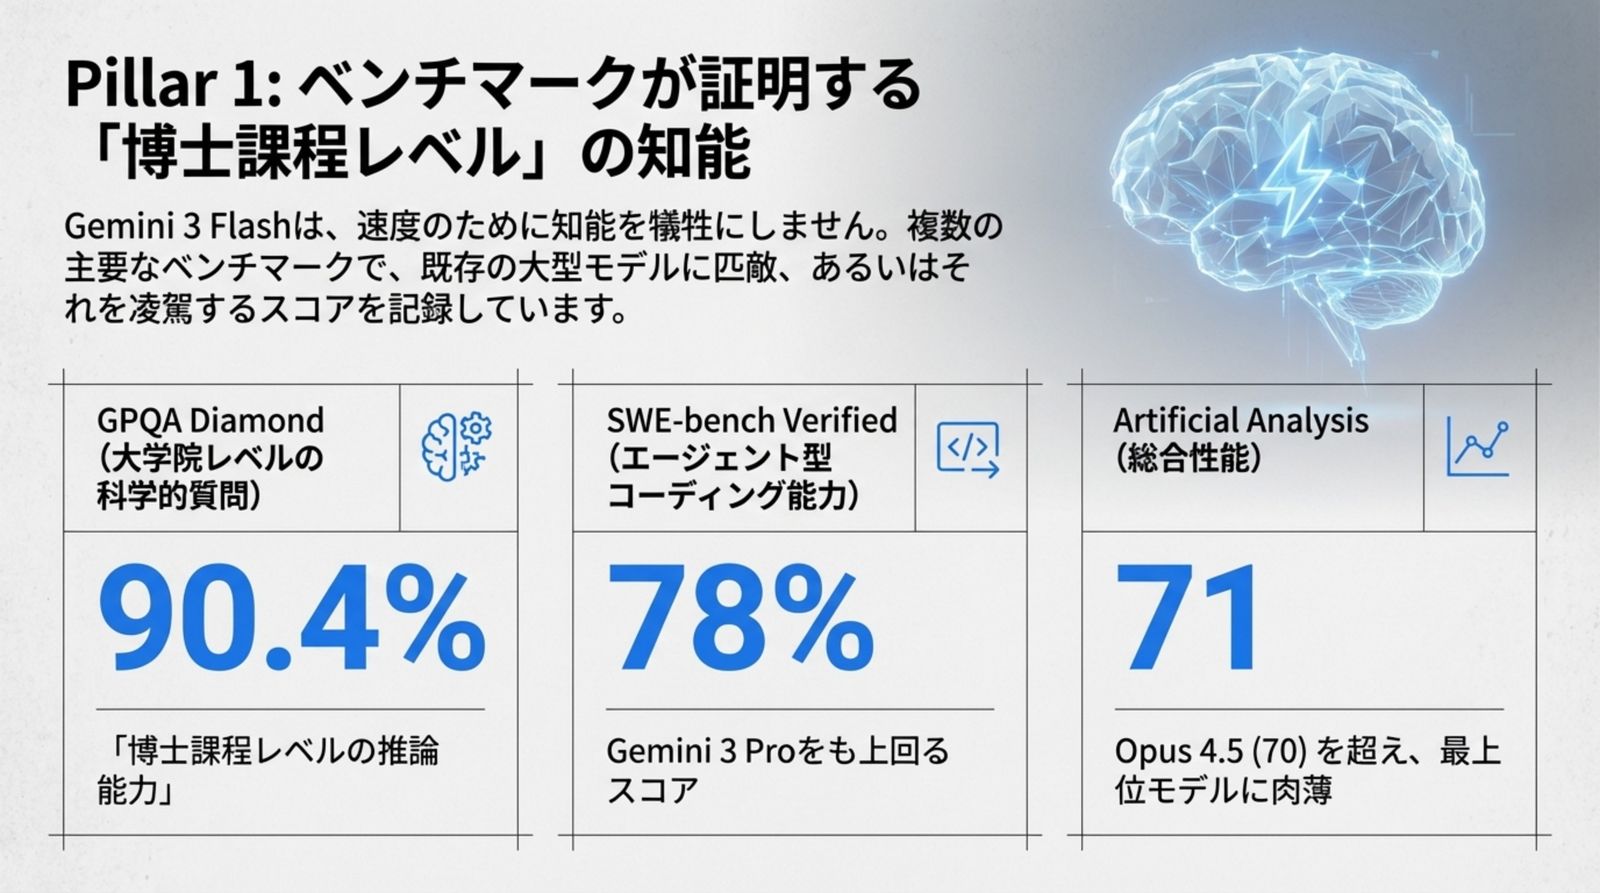 Pillar 1: ベンチマークが証明する
「博士課程レベル」の知能
Gemini 3 Flashは、速度のために知能を犠牲にしません。複数の
主要なベンチマークで、既存の大型モデルに匹敵、あるいはそ
れを凌駕するスコアを記録しています。
GPQA Diamond
（大学院レベルの
科学的質問）
90.4%
「博士課程レベルの推論
能力」
SWE-bench Verified
（エージェント型
コーディング能力）
</>
78%
Gemini 3 Proをも上回る
スコア
Artificial Analysis
（総合性能）
71
Opus 4.5 (70) を超え、最上
位モデルに肉薄